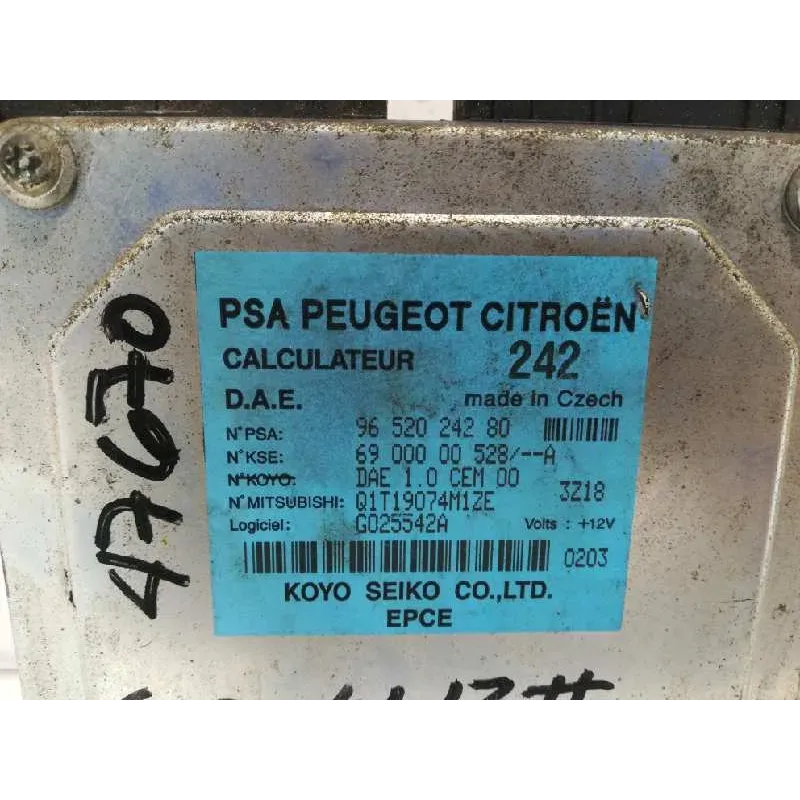 PSA PEUGEOT CITROËN
CALCULATEUR 242
D.A.E. made in Czech
N°PSA: 96 520 242 80
N°KSE: 69 000 00 528/--A
N°KOYO: DAE 1.0 CEM 00
3Z18
N°MITSUBISHI: Q1T19074M1ZE
Logiciel: G025542A Volts : +12V
0203
KOYO SEIKO CO.,LTD.
EPCE
47670